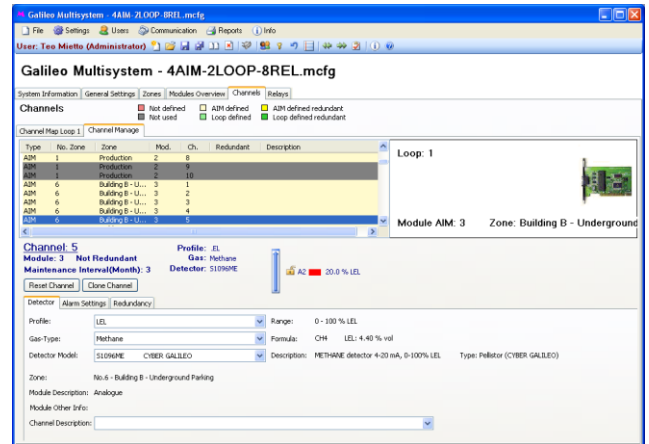 Galileo Multisystem - 4AIM-2LOOP-8REL.mcfg
File Settings Users Communication Reports Info
User: Teo Mietto (Administrator)
Galileo Multisystem - 4AIM-2LOOP-8REL.mcfg
System Information General Settings Zones Modules Overview Channels Relays
Channels
Not defined AIM defined AIM defined redundant
Not used Loop defined Loop defined redundant
Channel Map Loop 1 Channel Manage
Type No. Zone Zone Mod. Ch. Redundant Description
AIM 1 Production 2 8
AIM 1 Production 2 9
AIM 1 Production 2 10
AIM 6 Building B - U... 3 1
AIM 6 Building B - U... 3 2
AIM 6 Building B - U... 3 3
AIM 6 Building B - U... 3 4
AIM 6 Building B - U... 3 5
Loop: 1
Module AIM: 3 Zone: Building B - Underground
Channel: 5
Module: 3 Not Redundant
Maintenance Interval(Month): 3
Profile: .EL
Gas: Methane
Detector: S1096ME
A2 20.0 % LEL
Reset Channel Clone Channel
Detector Alarm Settings Redundancy
Profile: LEL Range: 0 - 100 % LEL
Gas-Type: Methane Formula: CH4 LEL: 4.40 % vol
Detector Model: S1096ME CYBER GALILEO Description: METHANE detector 4-20 mA, 0-100% LEL Type: Pellistor (CYBER GALILEO)
Zone: No.6 - Building B - Underground Parking
Module Description: Analogue
Module Other Info:
Channel Description: